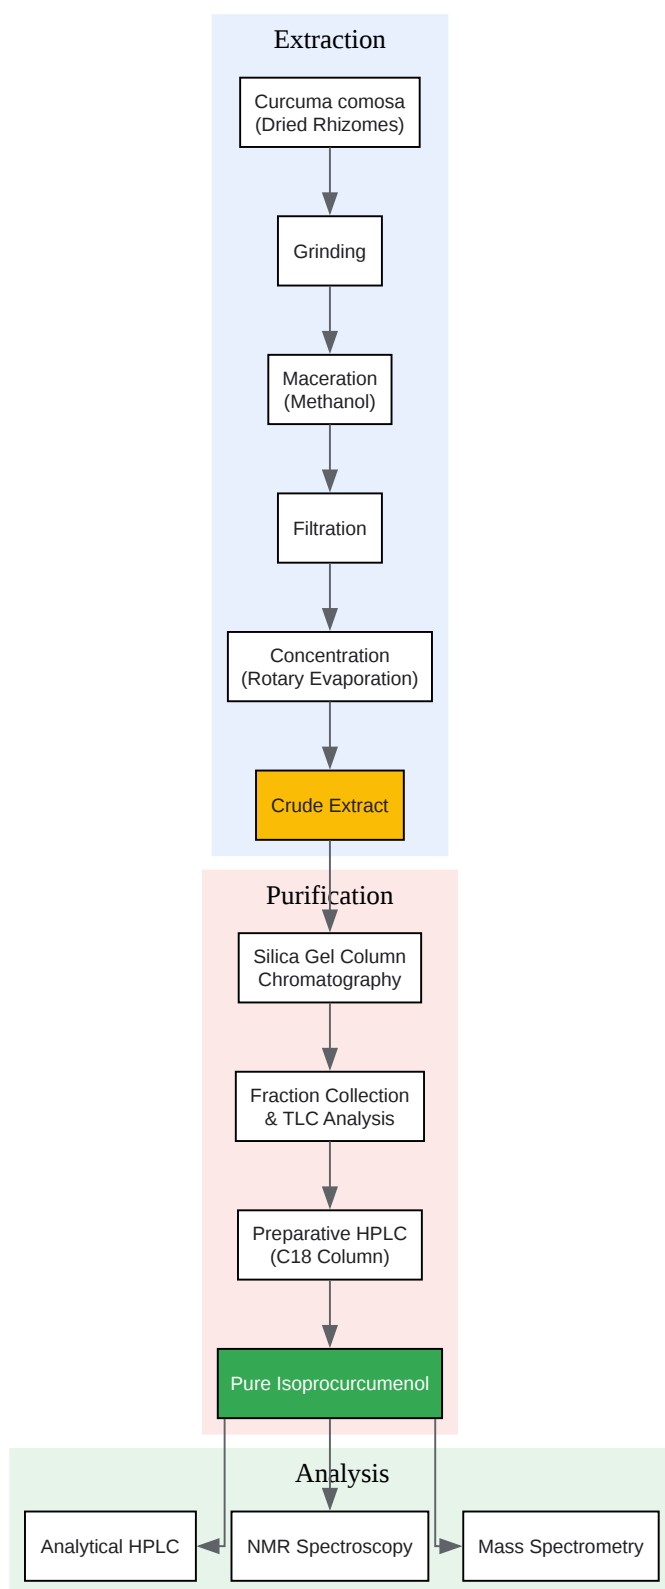 Extraction
Curcuma comosa
(Dried Rhizomes)
Grinding
Maceration
(Methanol)
Filtration
Concentration
(Rotary Evaporation)
Crude Extract
Purification
Silica Gel Column
Chromatography
Fraction Collection
& TLC Analysis
Preparative HPLC
(C18 Column)
Pure Isoprocurcumenol
Analysis
Analytical HPLC
NMR Spectroscopy
Mass Spectrometry